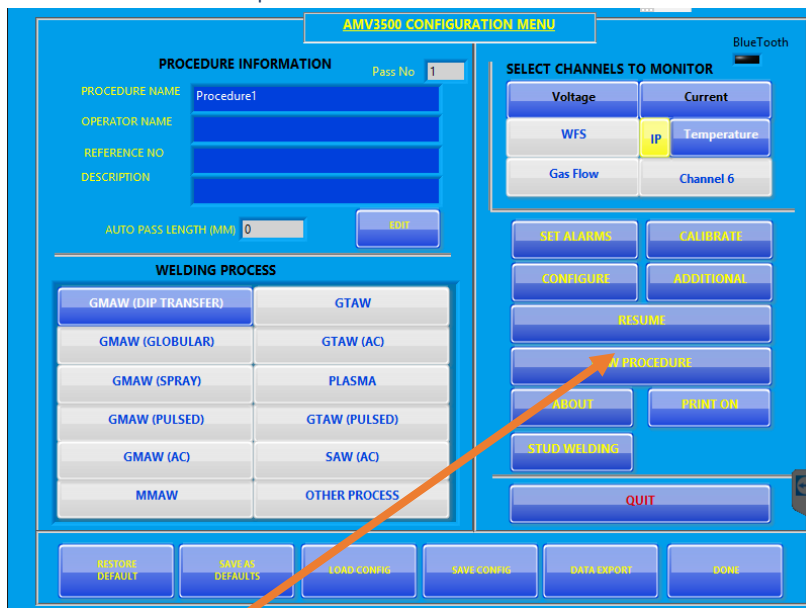 AMV3500 CONFIGURATION MENU
BlueTooth
PROCEDURE INFORMATION
Pass No 1
PROCEDURE NAME Procedure1
OPERATOR NAME
REFERENCE NO
DESCRIPTION
AUTO PASS LENGTH (MM) 0 EDIT
SELECT CHANNELS TO MONITOR
Voltage Current
WFS IP Temperature
Gas Flow Channel 6
WELDING PROCESS
GMAW (DIP TRANSFER) GTAW
GMAW (GLOBULAR) GTAW (AC)
GMAW (SPRAY) PLASMA
GMAW (PULSED) GTAW (PULSED)
GMAW (AC) SAW (AC)
MMAW OTHER PROCESS
SET ALARMS CALIBRATE
CONFIGURE ADDITIONAL
RESUME
W PROCEDURE
ABOUT PRINT ON
STUD WELDING
QUIT
RESTORE
DEFAULT
SAVE AS
DEFAULTS
LOAD CONFIG
SAVE CONFIG
DATA EXPORT
DONE